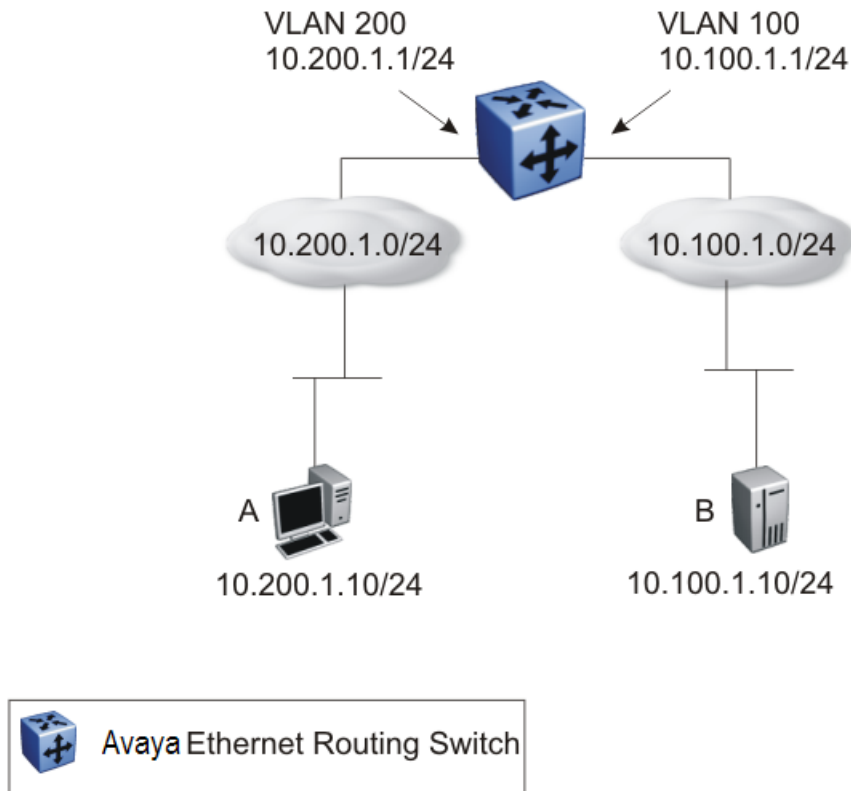 VLAN 200
10.200.1.1/24
VLAN 100
10.100.1.1/24
10.200.1.0/24
10.100.1.0/24
A
B
10.200.1.10/24
10.100.1.10/24
Avaya Ethernet Routing Switch